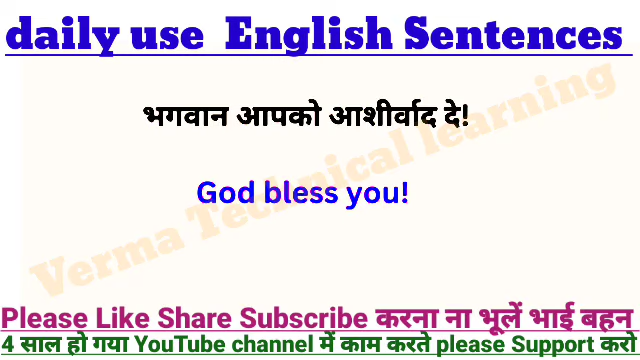 daily use English Sentences
भगवान आपको आशीर्वाद दे!
God bless you!
Verma Technical learning
Please Like Share Subscribe करना ना भूलें भाई बहन
4 साल हो गया YouTube channel में काम करते please Support करो